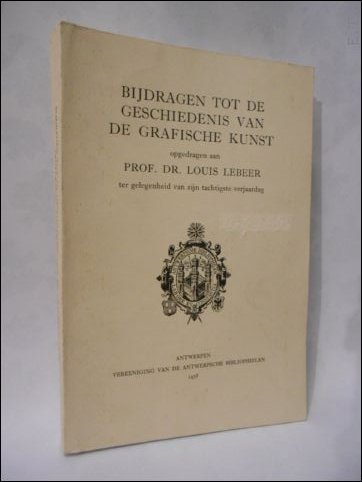 BIJDRAGEN TOT DE
GESCHIEDENIS VAN
DE GRAFISCHE KUNST
opgedragen aan
PROF. DR. LOUIS LEBEER
ter gelegenheid van zijn tachtigste verjaardag
ANTWERPEN
VEREENIGING VAN DE ANTWERPSCHE BIBLIOPHIELEN